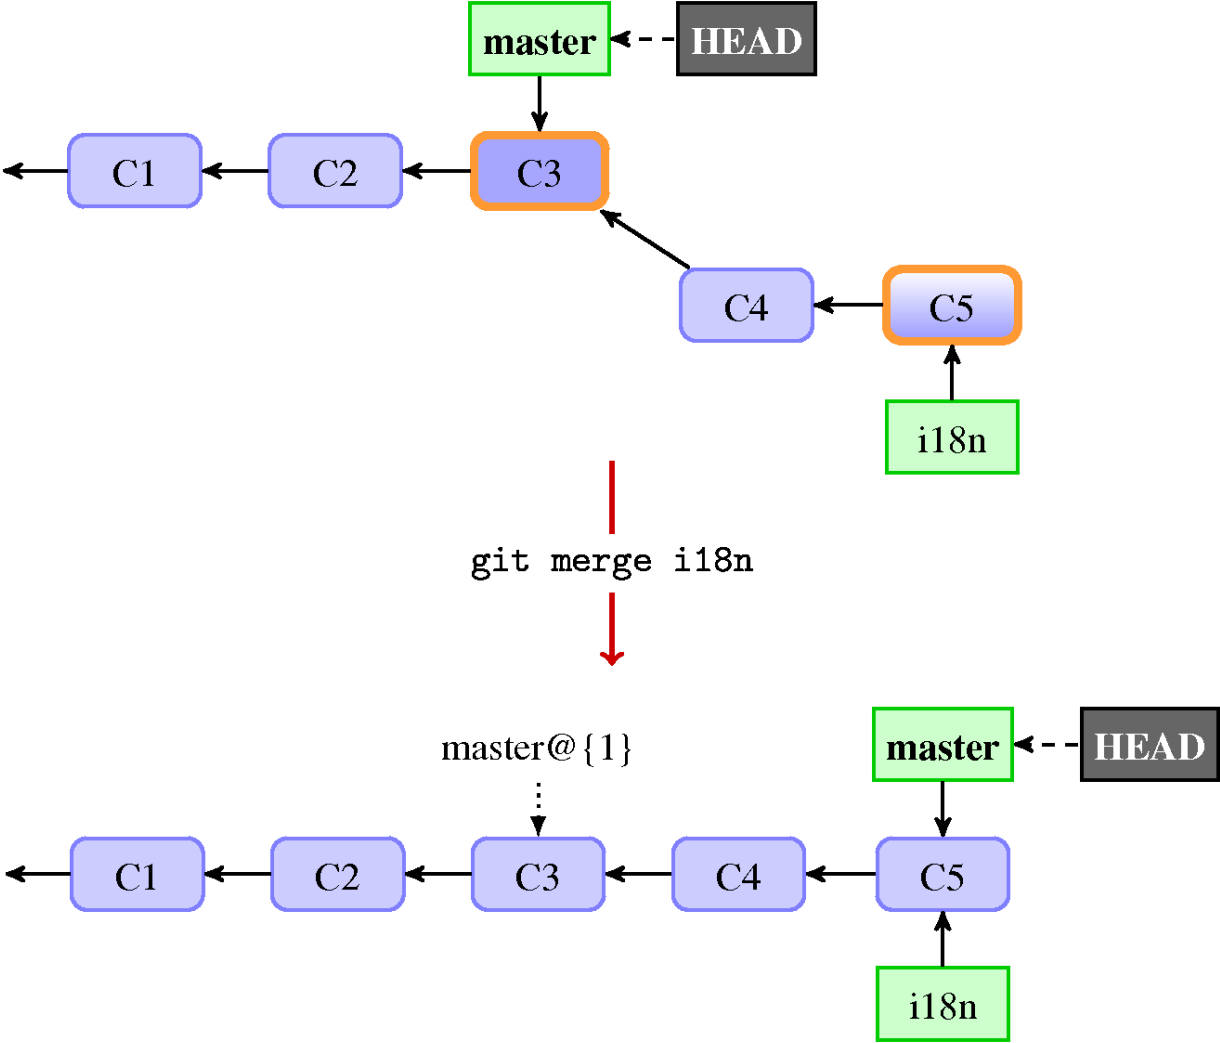 master HEAD
C1 C2 C3
C4 C5
i18n
git merge i18n
master@{1} master HEAD
C1 C2 C3 C4 C5
i18n